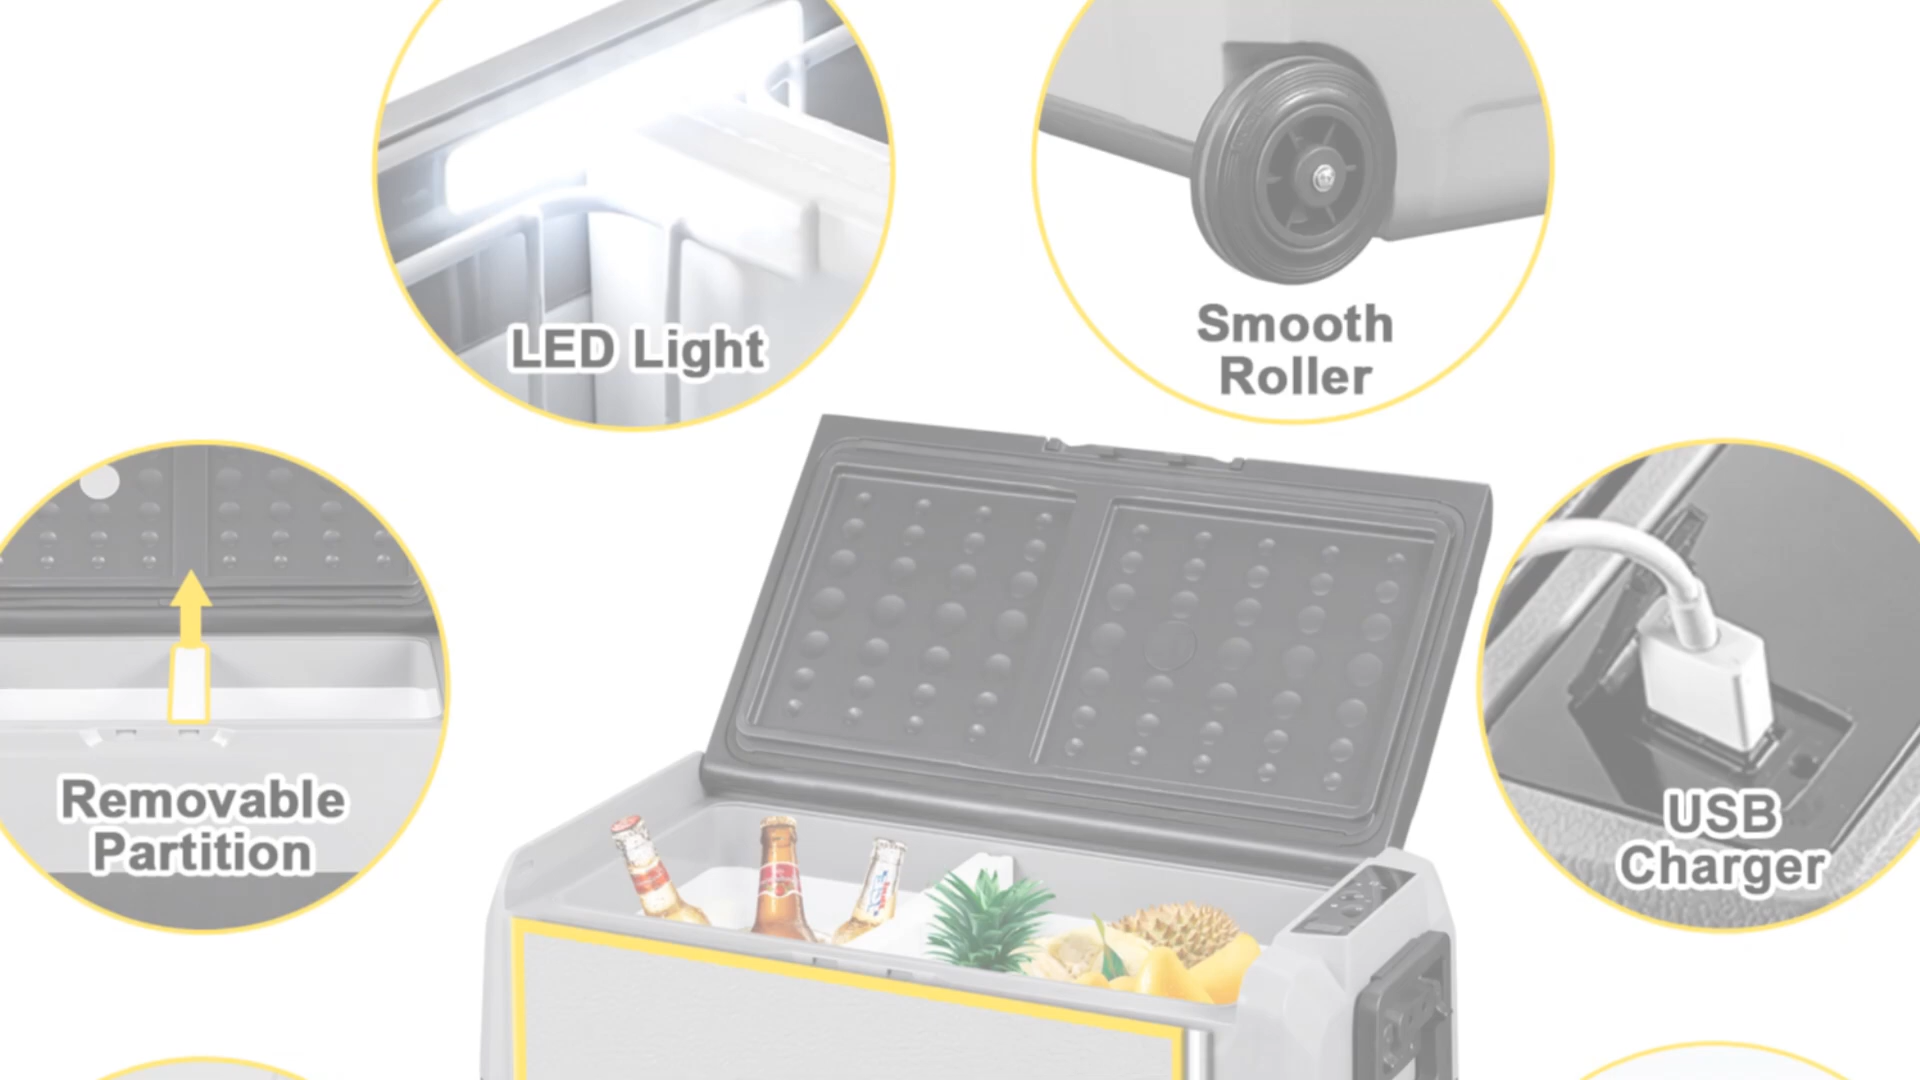 LED Light
Smooth
Roller
Removable
Partition
USB
Charger